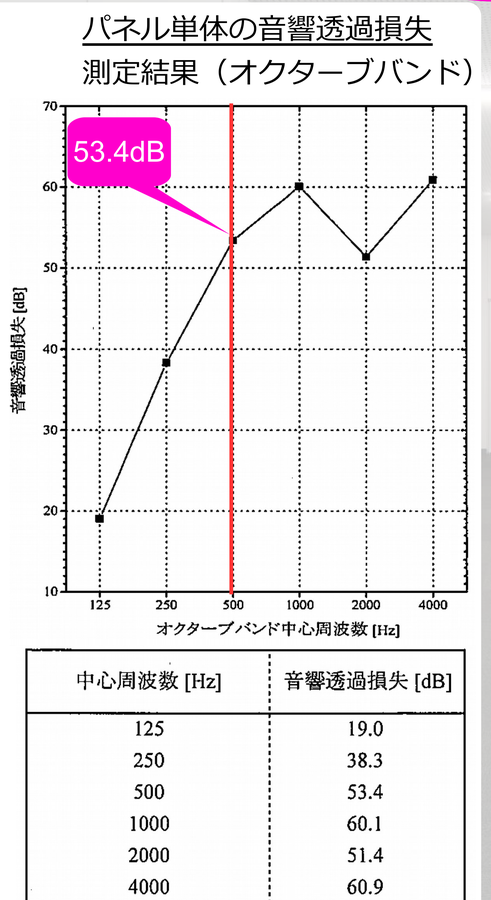 パネル単体の音響透過損失
測定結果（オクターブバンド）
70
53.4dB
60
50
40
30
20
10
音響透過損失 [dB]
125 250 500 1000 2000 4000
オクターブバンド中心周波数 [Hz]
中心周波数 [Hz] 音響透過損失 [dB]
125 19.0
250 38.3
500 53.4
1000 60.1
2000 51.4
4000 60.9